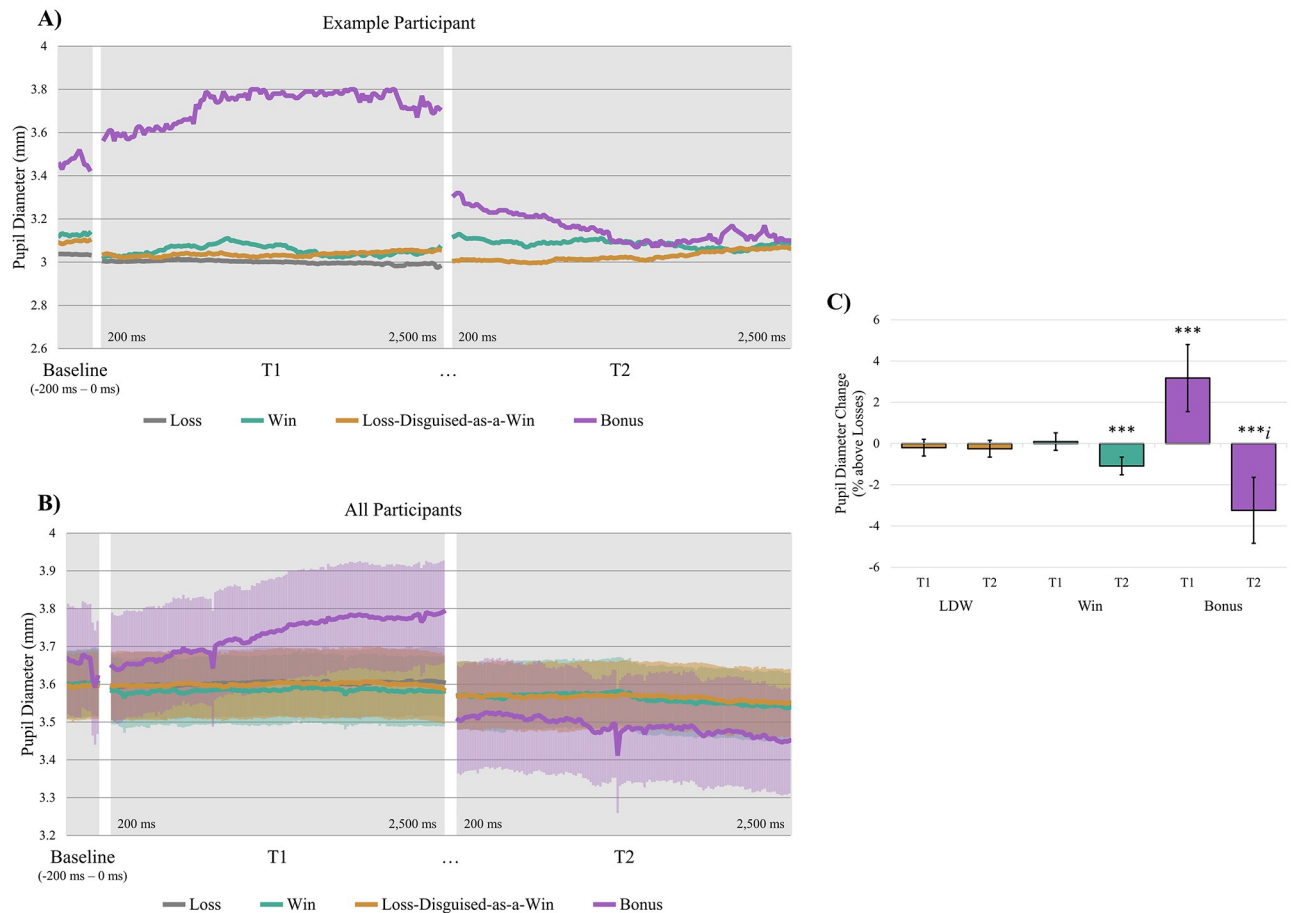 A)
Example Participant
Pupil Diameter (mm)
4
3.8
3.6
3.4
3.2
3
2.8
2.6
200 ms
2,500 ms
200 ms
2,500 ms
Baseline
(-200 ms – 0 ms)
T1
...
T2
Loss
Win
Loss-Disguised-as-a-Win
Bonus
B)
All Participants
Pupil Diameter (mm)
4
3.9
3.8
3.7
3.6
3.5
3.4
3.3
3.2
200 ms
2,500 ms
200 ms
2,500 ms
Baseline
(-200 ms – 0 ms)
T1
...
T2
Loss
Win
Loss-Disguised-as-a-Win
Bonus
C)
Pupil Diameter Change
(% above Losses)
6
4
2
0
-2
-4
-6
***
***
***i
T1
T2
T1
T2
T1
T2
LDW
Win
Bonus